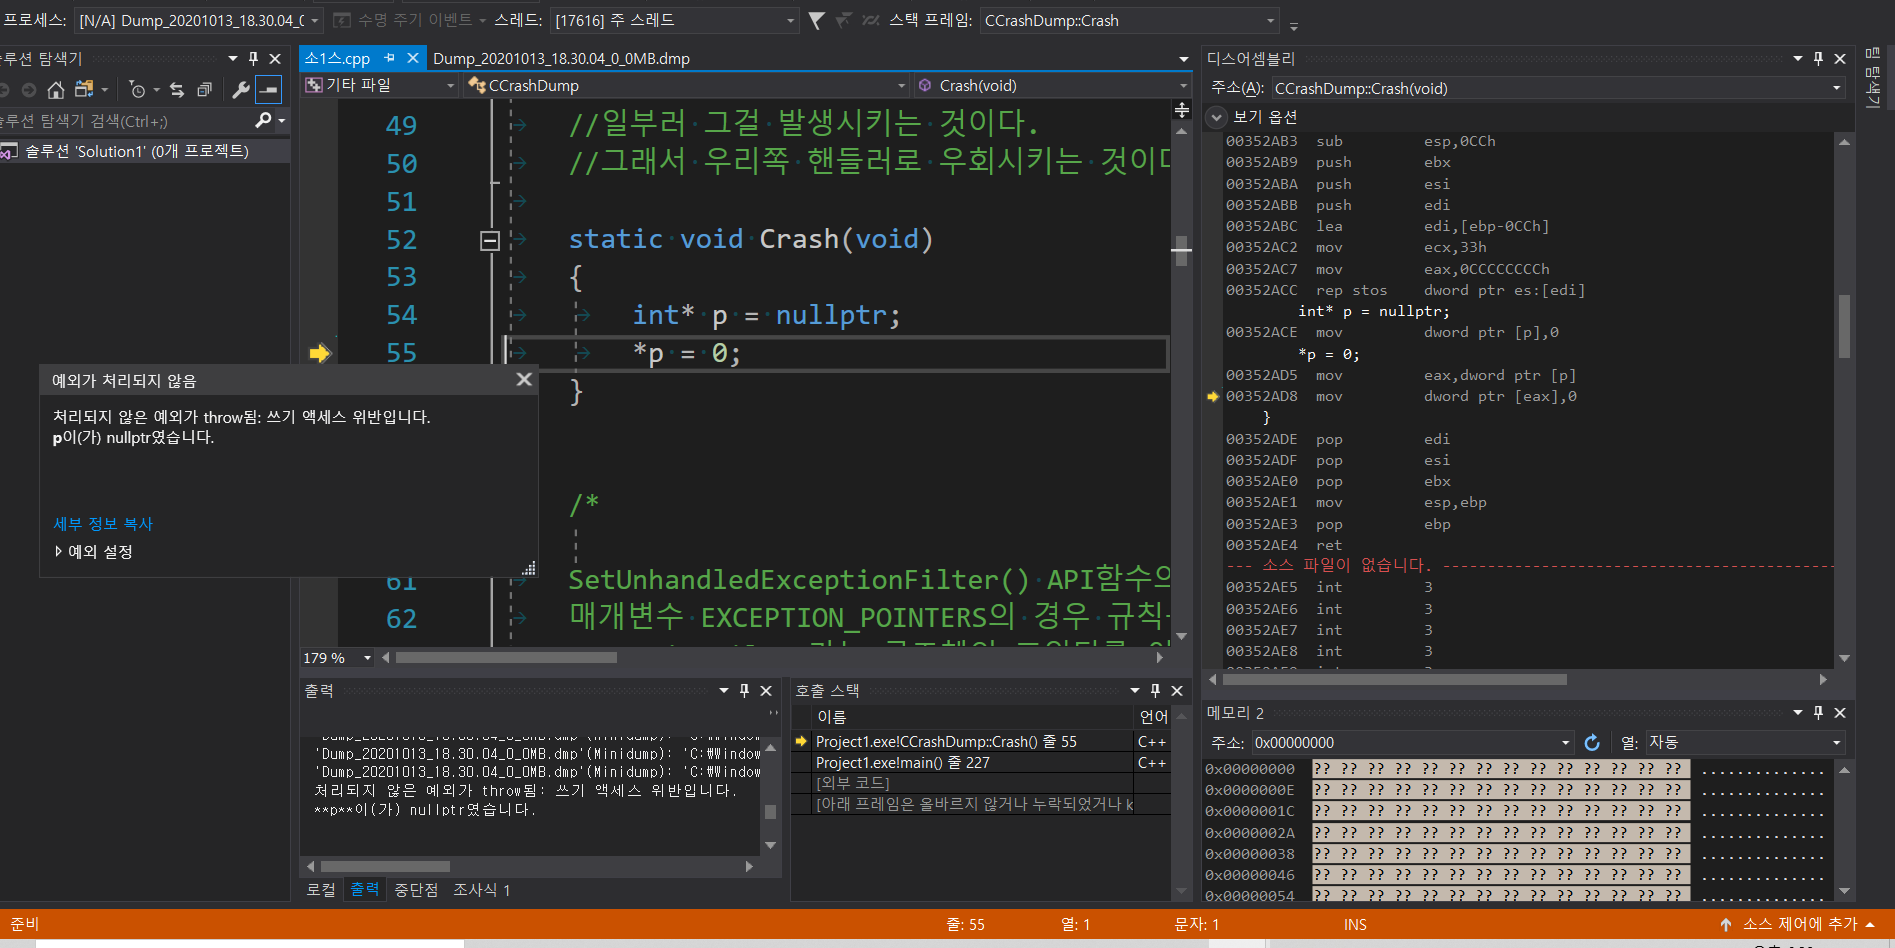 프로세스: [N/A] Dump_20201013_18.30.04_0 수명 주기 이벤트 스레드: [17616] 주 스레드 스택 프레임: CCrashDump::Crash
솔루션 탐색기
솔루션 탐색기 검색(Ctrl+;)
솔루션 'Solution1' (0개 프로젝트)
소1스.cpp Dump_20201013_18.30.04_0_0MB.dmp
기타 파일 CCrashDump Crash(void)
49 //일부러 그걸 발생시키는 것이다.
50 //그래서 우리쪽 핸들러로 우회시키는 것이다
51
52 static void Crash(void)
53 {
54 int* p = nullptr;
55 *p = 0;
}
/*
61 SetUnhandledExceptionFilter() API함수의
62 매개변수 EXCEPTION_POINTERS의 경우 규칙
179 %
예외가 처리되지 않음
처리되지 않은 예외가 throw됨: 쓰기 액세스 위반입니다.
p이(가) nullptr였습니다.
세부 정보 복사
예외 설정
출력
'Dump_20201013_18.30.04_0_0MB.dmp'(Minidump): 'C:₩Window
'Dump_20201013_18.30.04_0_0MB.dmp'(Minidump): 'C:₩Window
'Dump_20201013_18.30.04_0_0MB.dmp'(Minidump): 'C:₩Window
처리되지 않은 예외가 throw됨: 쓰기 액세스 위반입니다.
**p**이(가) nullptr였습니다.
로컬 출력 중단점 조사식 1
호출 스택
이름 언어
Project1.exe!CCrashDump::Crash() 줄 55 C++
Project1.exe!main() 줄 227 C++
[외부 코드]
[아래 프레임은 올바르지 않거나 누락되었거나 k
디스어셈블리
주소(A): CCrashDump::Crash(void)
보기 옵션
00352AB3 sub esp,0CCh
00352AB9 push ebx
00352ABA push esi
00352ABB push edi
00352ABC lea edi,[ebp-0CCh]
00352AC2 mov ecx,33h
00352AC7 mov eax,0CCCCCCCCh
00352ACC rep stos dword ptr es:[edi]
int* p = nullptr;
00352ACE mov dword ptr [p],0
*p = 0;
00352AD5 mov eax,dword ptr [p]
00352AD8 mov dword ptr [eax],0
}
00352ADE pop edi
00352ADF pop esi
00352AE0 pop ebx
00352AE1 mov esp,ebp
00352AE3 pop ebp
00352AE4 ret
--- 소스 파일이 없습니다. ----------------------------------------
00352AE5 int 3
00352AE6 int 3
00352AE7 int 3
00352AE8 int 3
메모리 2
주소: 0x00000000 열: 자동
0x00000000 ?? ?? ?? ?? ?? ?? ?? ?? ?? ?? ?? ?? ?? ?? ..............
0x0000000E ?? ?? ?? ?? ?? ?? ?? ?? ?? ?? ?? ?? ?? ?? ..............
0x0000001C ?? ?? ?? ?? ?? ?? ?? ?? ?? ?? ?? ?? ?? ?? ..............
0x0000002A ?? ?? ?? ?? ?? ?? ?? ?? ?? ?? ?? ?? ?? ?? ..............
0x00000038 ?? ?? ?? ?? ?? ?? ?? ?? ?? ?? ?? ?? ?? ?? ..............
0x00000046 ?? ?? ?? ?? ?? ?? ?? ?? ?? ?? ?? ?? ?? ?? ..............
0x00000054 ?? ?? ?? ?? ?? ?? ?? ?? ?? ?? ?? ?? ?? ?? ..............
팀 탐색기
준비 줄: 55 열: 1 문자: 1 INS 소스 제어에 추가